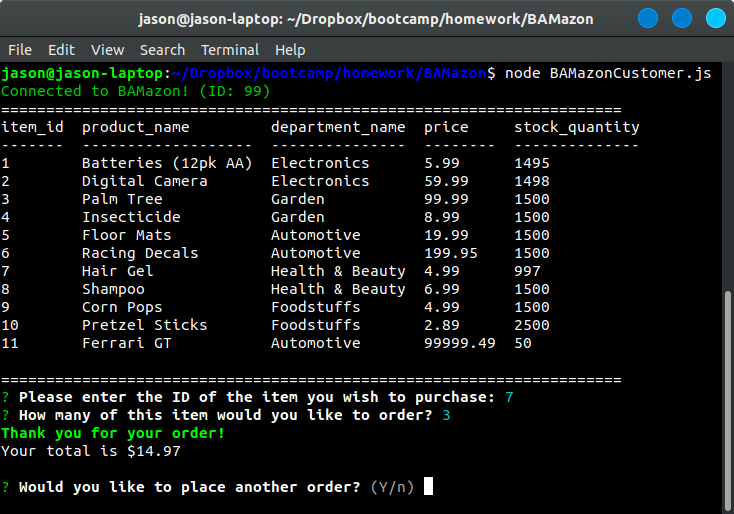 jason@jason-laptop: ~/Dropbox/bootcamp/homework/BAMazon
File Edit View Search Terminal Help
jason@jason-laptop:~/Dropbox/bootcamp/homework/BAMazon$ node BAMazonCustomer.js
Connected to BAMazon! (ID: 99)
=====================================================================
item_id  product_name         department_name  price     stock_quantity
-------  -------------------  ---------------  --------  --------------
1        Batteries (12pk AA)  Electronics      5.99      1495
2        Digital Camera       Electronics      59.99     1498
3        Palm Tree            Garden           99.99     1500
4        Insecticide          Garden           8.99      1500
5        Floor Mats           Automotive       19.99     1500
6        Racing Decals        Automotive       199.95    1500
7        Hair Gel             Health & Beauty  4.99      997
8        Shampoo              Health & Beauty  6.99      1500
9        Corn Pops            Foodstuffs       4.99      1500
10       Pretzel Sticks       Foodstuffs       2.89      2500
11       Ferrari GT           Automotive       99999.49  50
=====================================================================
? Please enter the ID of the item you wish to purchase: 7
? How many of this item would you like to order? 3
Thank you for your order!
Your total is $14.97
? Would you like to place another order? (Y/n)